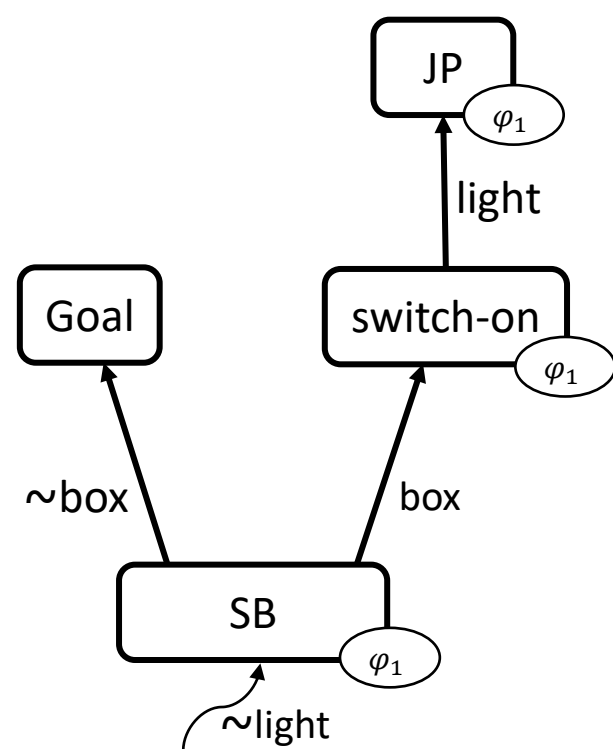 JP
φ₁
light
Goal
switch-on
φ₁
~box
box
SB
φ₁
~light